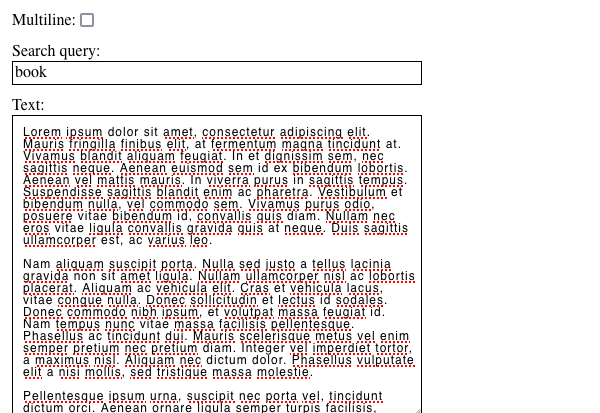 Multiline:
Search query:
book
Text:
Lorem ipsum dolor sit amet, consectetur adipiscing elit.
Mauris fringilla finibus elit, at fermentum magna tincidunt at.
Vivamus blandit aliquam feugiat. In et dignissim sem, nec
sagittis neque. Aenean euismod sem id ex bibendum lobortis.
Aenean vel mattis mauris. In viverra purus in sagittis tempus.
Suspendisse sagittis blandit enim ac pharetra. Vestibulum et
bibendum nulla, vel commodo sem. Vivamus purus odio,
posuere vitae bibendum id, convallis quis diam. Nullam nec
eros vitae ligula convallis gravida quis at neque. Duis sagittis
ullamcorper est, ac varius leo.
Nam aliquam suscipit porta. Nulla sed justo a tellus lacinia
gravida non sit amet ligula. Nullam ullamcorper nisl ac lobortis
placerat. Aliquam ac vehicula elit. Cras et vehicula lacus,
vitae congue nulla. Donec sollicitudin et lectus id sodales.
Donec commodo nibh ipsum, et volutpat massa feugiat id.
Nam tempus nunc vitae massa facilisis pellentesque.
Phasellus ac tincidunt dui. Mauris scelerisque metus vel enim
semper pretium nec pretium diam. Integer vel imperdiet tortor,
a maximus nisl. Aliquam nec dictum dolor. Phasellus vulputate
elit a nisi mollis, sed tristique massa molestie.
Pellentesque ipsum urna, suscipit nec porta vel, tincidunt
dictum orci. Aenean ornare ligula semper turpis facilisis,